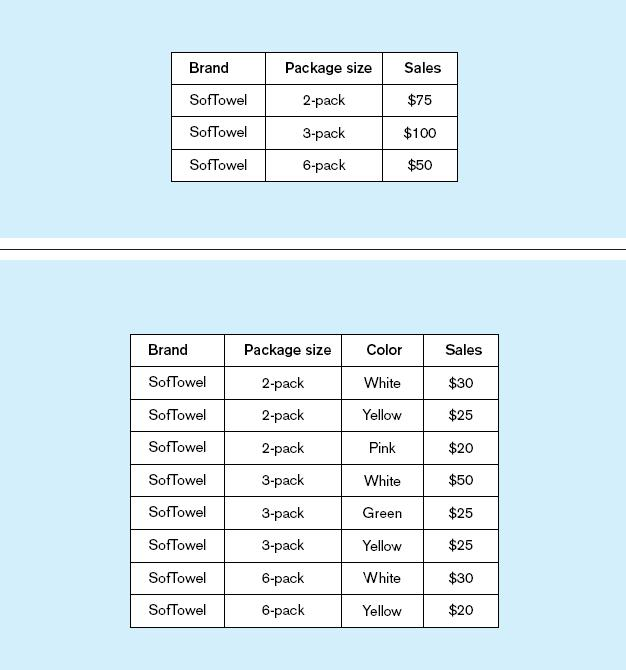 Brand Package size Sales
SofTowel 2-pack $75
SofTowel 3-pack $100
SofTowel 6-pack $50
Brand Package size Color Sales
SofTowel 2-pack White $30
SofTowel 2-pack Yellow $25
SofTowel 2-pack Pink $20
SofTowel 3-pack White $50
SofTowel 3-pack Green $25
SofTowel 3-pack Yellow $25
SofTowel 6-pack White $30
SofTowel 6-pack Yellow $20